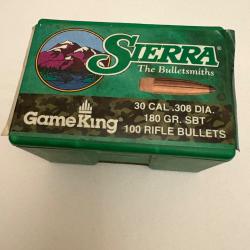 SIERRA
The Bulletsmiths
GameKing
30 CAL .308 DIA.
180 GR. SBT
100 RIFLE BULLETS